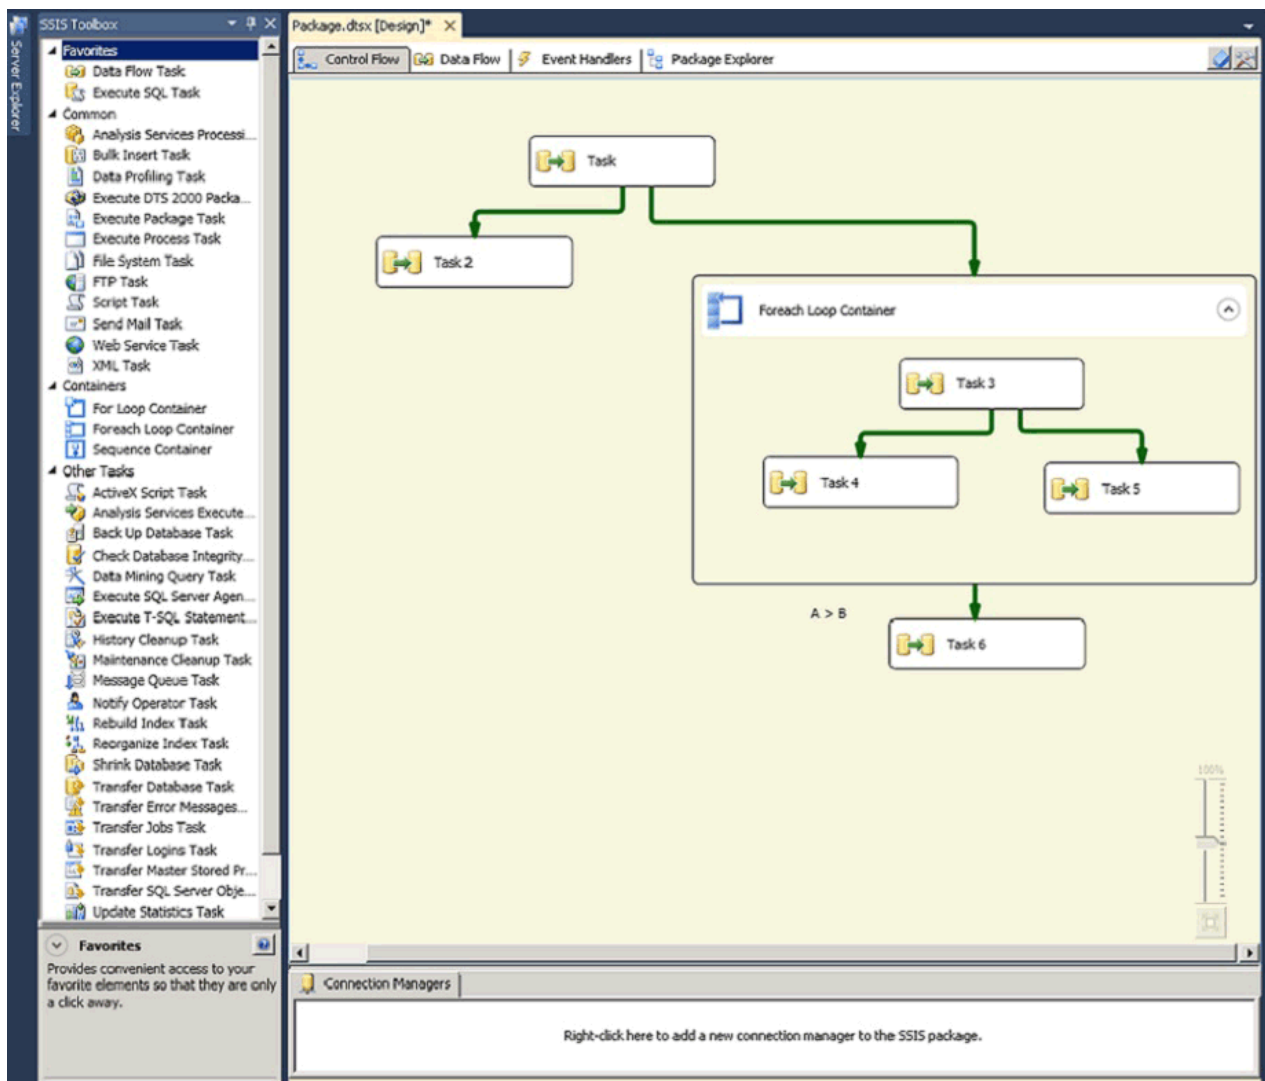 Server Explorer
SSIS Toolbox
Favorites
Data Flow Task
Execute SQL Task
Common
Analysis Services Processi...
Bulk Insert Task
Data Profiling Task
Execute DTS 2000 Packa...
Execute Package Task
Execute Process Task
File System Task
FTP Task
Script Task
Send Mail Task
Web Service Task
XML Task
Containers
For Loop Container
Foreach Loop Container
Sequence Container
Other Tasks
ActiveX Script Task
Analysis Services Execute...
Back Up Database Task
Check Database Integrity...
Data Mining Query Task
Execute SQL Server Agen...
Execute T-SQL Statement...
History Cleanup Task
Maintenance Cleanup Task
Message Queue Task
Notify Operator Task
Rebuild Index Task
Reorganize Index Task
Shrink Database Task
Transfer Database Task
Transfer Error Messages...
Transfer Jobs Task
Transfer Logins Task
Transfer Master Stored Pr...
Transfer SQL Server Obje...
Update Statistics Task
Favorites
Provides convenient access to your
favorite elements so that they are only
a click away.
Package.dtsx [Design]*
Control Flow Data Flow Event Handlers Package Explorer
Task
Task 2
Foreach Loop Container
Task 3
Task 4
Task 5
A > B
Task 6
100%
Connection Managers
Right-click here to add a new connection manager to the SSIS package.